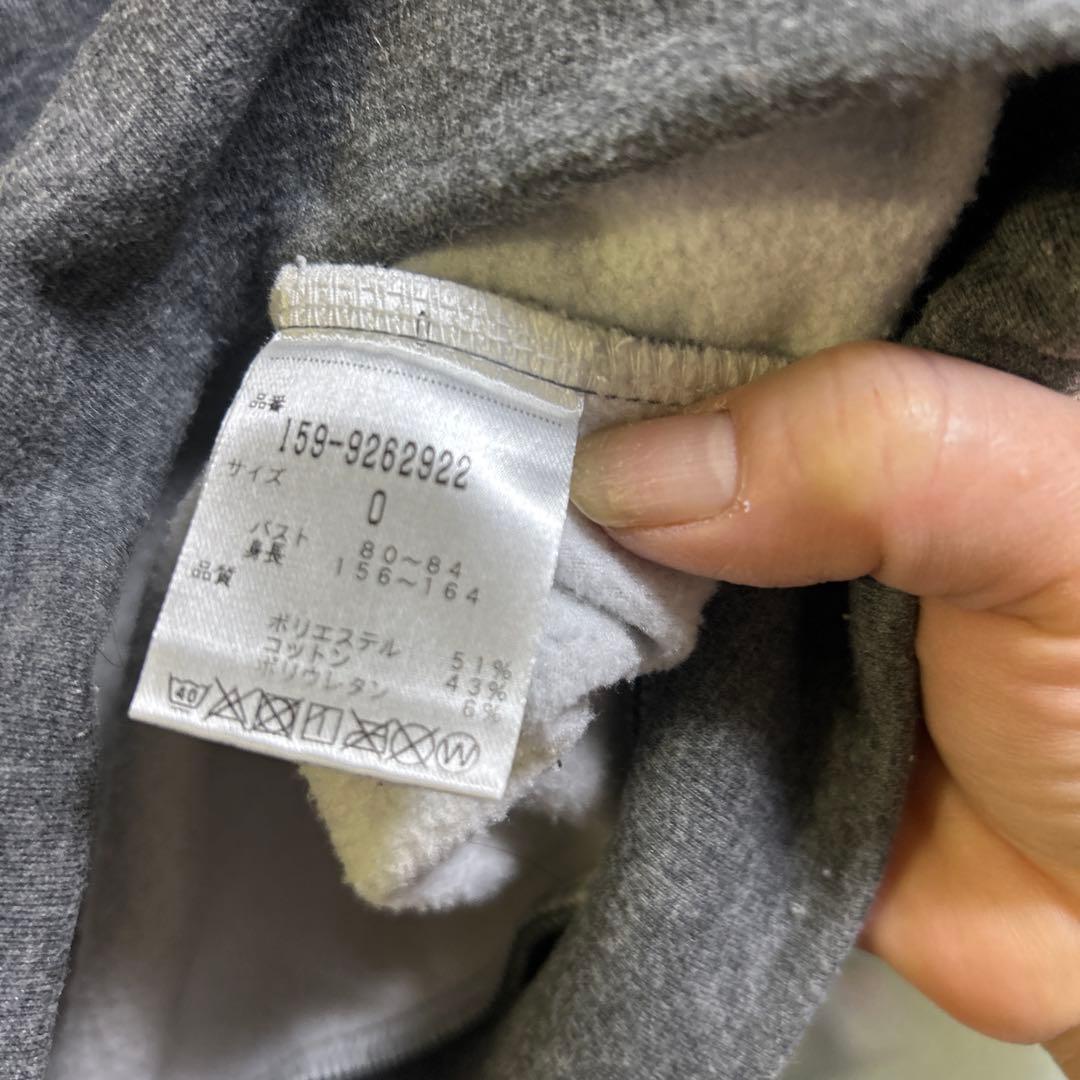 品番
159-9262922
サイズ
0
バスト 80～84
身長 156～164
品質
ポリエステル 51%
コットン 43%
ポリウレタン 6%
40
W